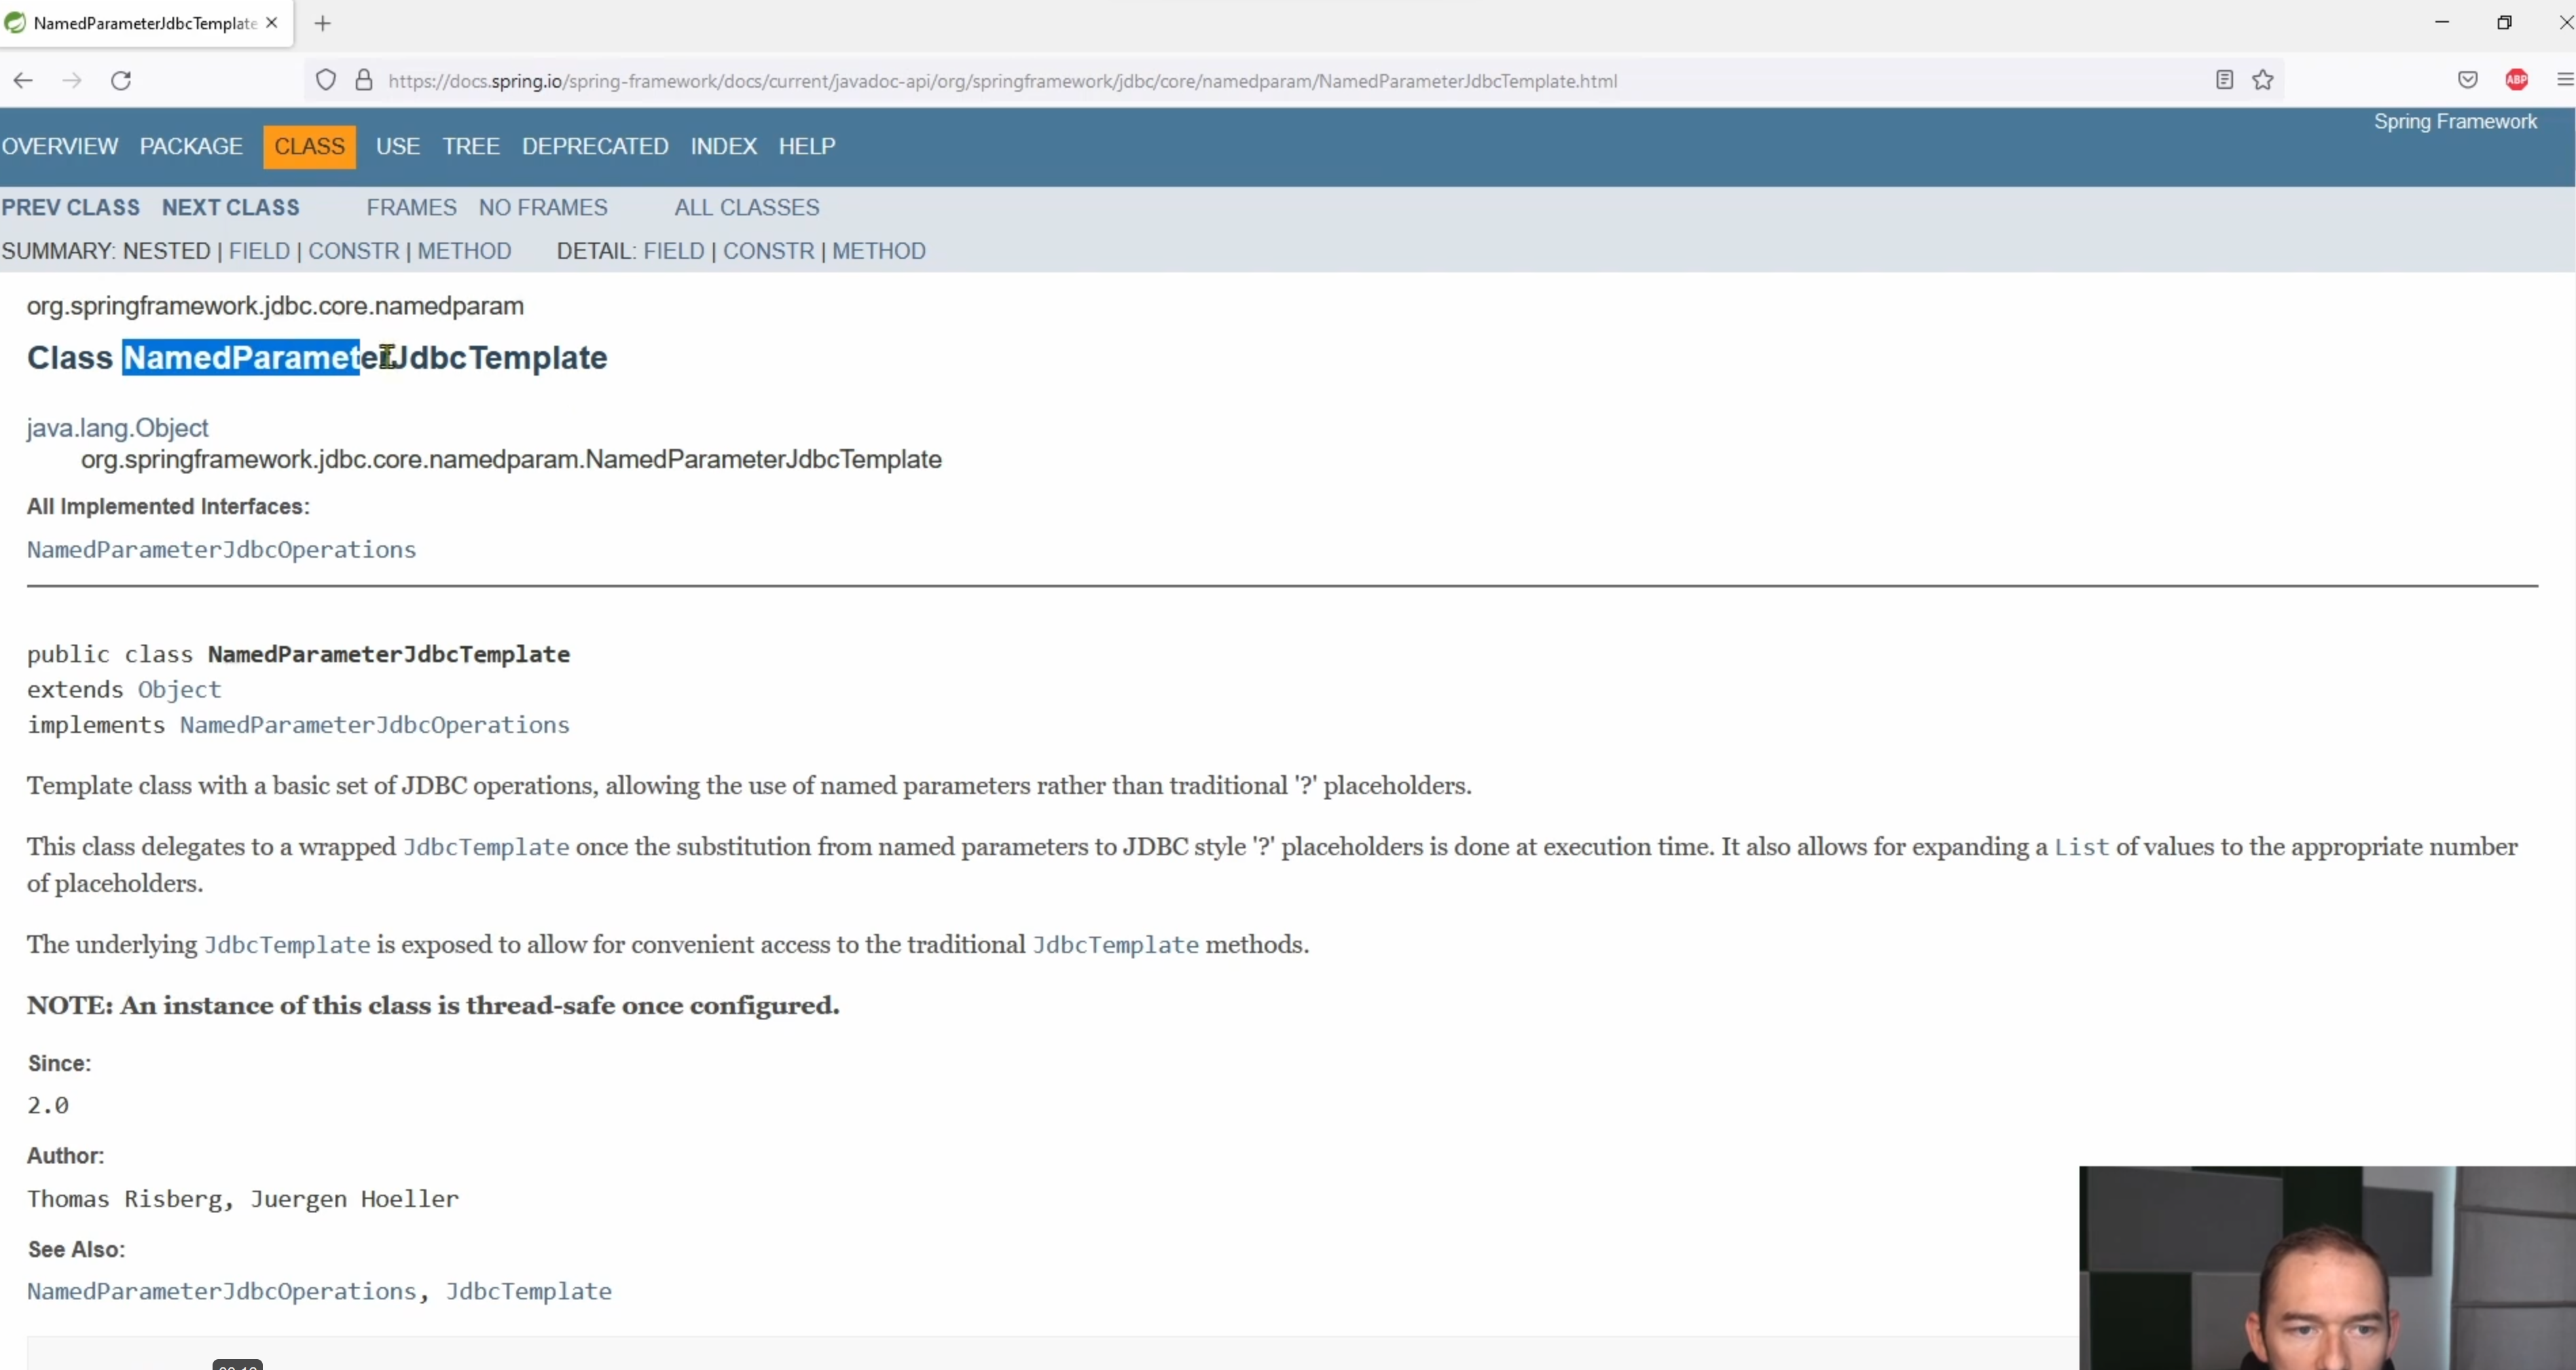 NamedParameterJdbcTemplate
https://docs.spring.io/spring-framework/docs/current/javadoc-api/org/springframework/jdbc/core/namedparam/NamedParameterJdbcTemplate.html
ABP
Spring Framework
OVERVIEW PACKAGE CLASS USE TREE DEPRECATED INDEX HELP
PREV CLASS NEXT CLASS FRAMES NO FRAMES ALL CLASSES
SUMMARY: NESTED | FIELD | CONSTR | METHOD DETAIL: FIELD | CONSTR | METHOD
org.springframework.jdbc.core.namedparam
Class NamedParameterJdbcTemplate
java.lang.Object
org.springframework.jdbc.core.namedparam.NamedParameterJdbcTemplate
All Implemented Interfaces:
NamedParameterJdbcOperations
public class NamedParameterJdbcTemplate
extends Object
implements NamedParameterJdbcOperations
Template class with a basic set of JDBC operations, allowing the use of named parameters rather than traditional '?' placeholders.
This class delegates to a wrapped JdbcTemplate once the substitution from named parameters to JDBC style '?' placeholders is done at execution time. It also allows for expanding a List of values to the appropriate number
of placeholders.
The underlying JdbcTemplate is exposed to allow for convenient access to the traditional JdbcTemplate methods.
NOTE: An instance of this class is thread-safe once configured.
Since:
2.0
Author:
Thomas Risberg, Juergen Hoeller
See Also:
NamedParameterJdbcOperations, JdbcTemplate